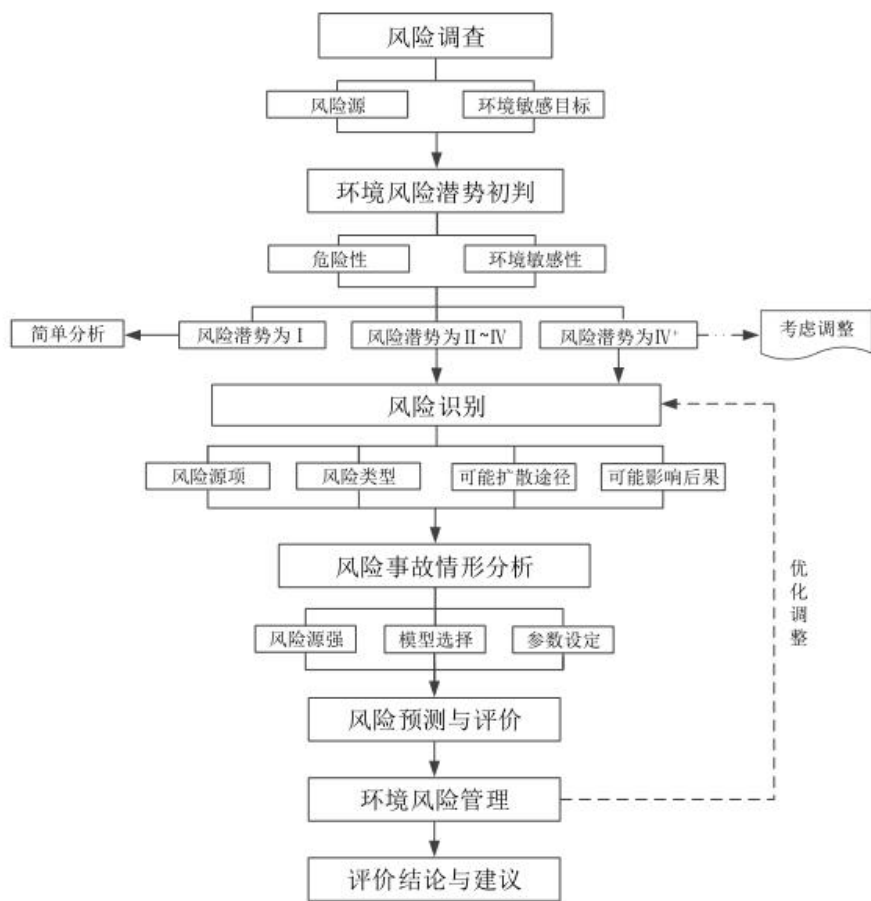 风险调查
风险源
环境敏感目标
环境风险潜势初判
危险性
环境敏感性
简单分析
风险潜势为Ⅰ
风险潜势为Ⅱ~Ⅳ
风险潜势为Ⅳ⁺
考虑调整
风险识别
风险源项
风险类型
可能扩散途径
可能影响后果
风险事故情形分析
优化调整
风险源强
模型选择
参数设定
风险预测与评价
环境风险管理
评价结论与建议